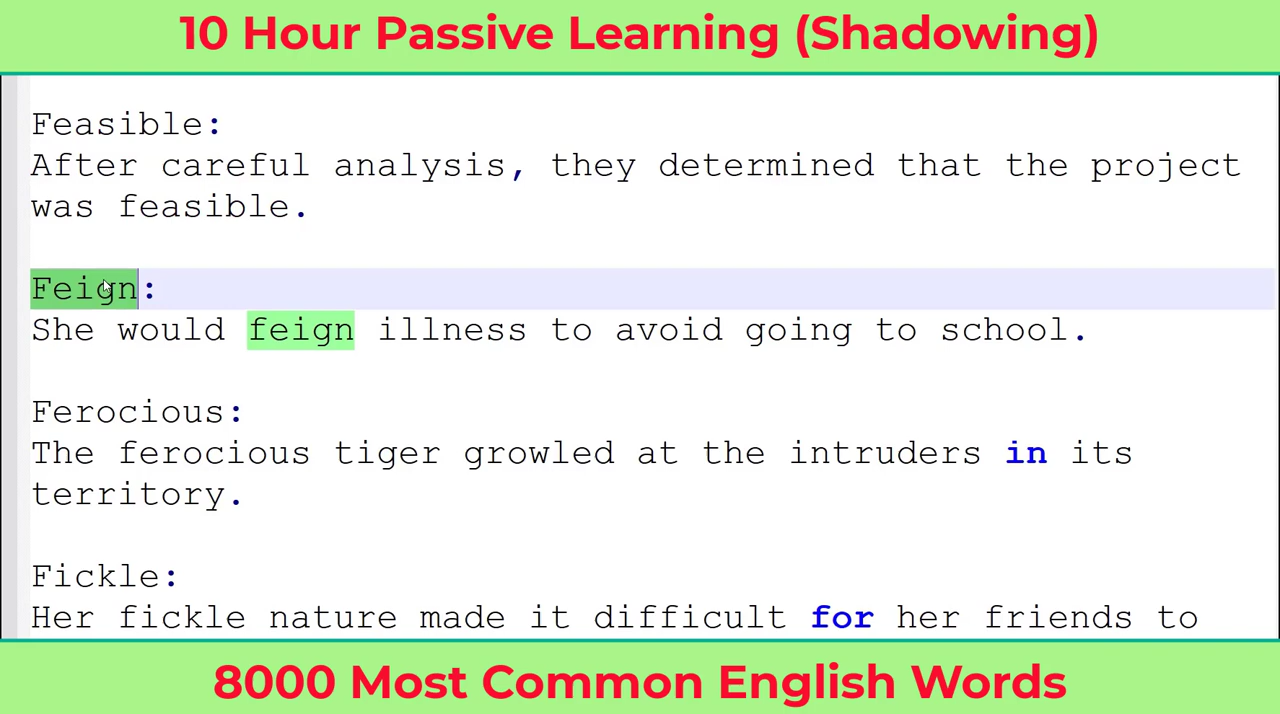 10 Hour Passive Learning (Shadowing)
Feasible:
After careful analysis, they determined that the project
was feasible.
Feign:
She would feign illness to avoid going to school.
Ferocious:
The ferocious tiger growled at the intruders in its
territory.
Fickle:
Her fickle nature made it difficult for her friends to
8000 Most Common English Words